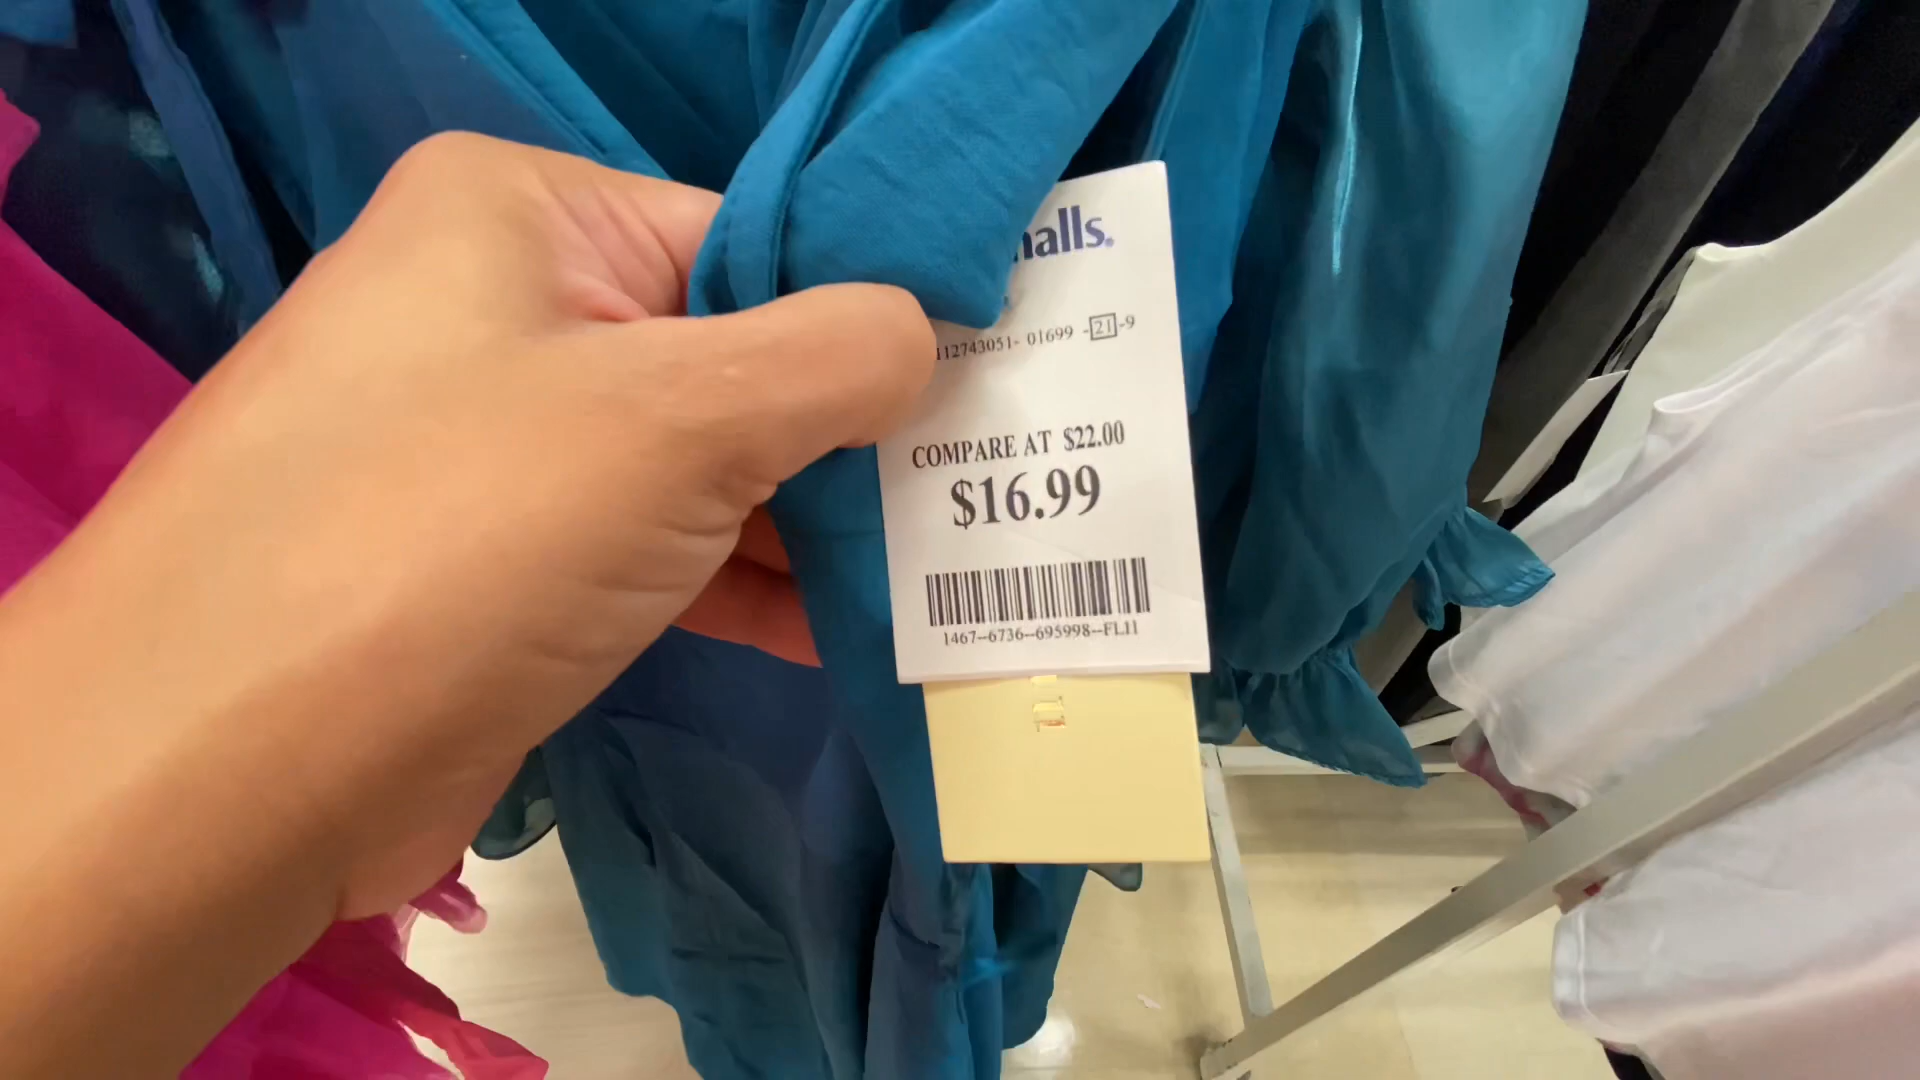 halls.
112743051- 01699 -21-9
COMPARE AT $22.00
$16.99
1467--6736--695998--FL11